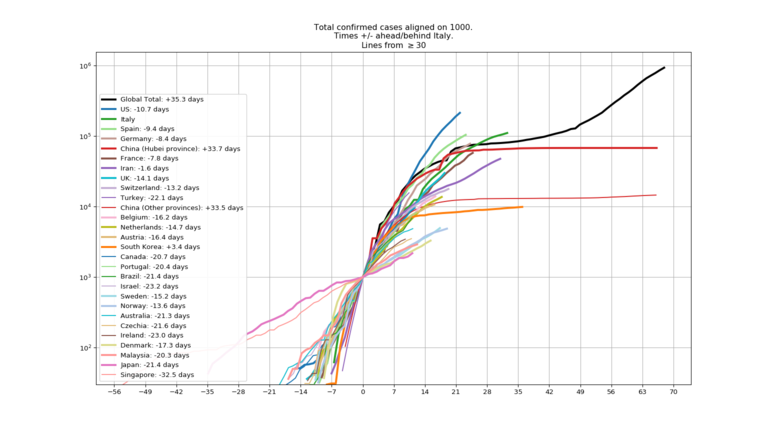 Total confirmed cases aligned on 1000.
Times +/- ahead/behind Italy.
Lines from ≥ 30
10⁶
10⁵
10⁴
10³
10²
Global Total: +35.3 days
US: -10.7 days
Italy
Spain: -9.4 days
Germany: -8.4 days
China (Hubei province): +33.7 days
France: -7.8 days
Iran: -1.6 days
UK: -14.1 days
Switzerland: -13.2 days
Turkey: -22.1 days
China (Other provinces): +33.5 days
Belgium: -16.2 days
Netherlands: -14.7 days
Austria: -16.4 days
South Korea: +3.4 days
Canada: -20.7 days
Portugal: -20.4 days
Brazil: -21.4 days
Israel: -23.2 days
Sweden: -15.2 days
Norway: -13.6 days
Australia: -21.3 days
Czechia: -21.6 days
Ireland: -23.0 days
Denmark: -17.3 days
Malaysia: -20.3 days
Japan: -21.4 days
Singapore: -32.5 days
−56 −49 −42 −35 −28 −21 −14 −7 0 7 14 21 28 35 42 49 56 63 70